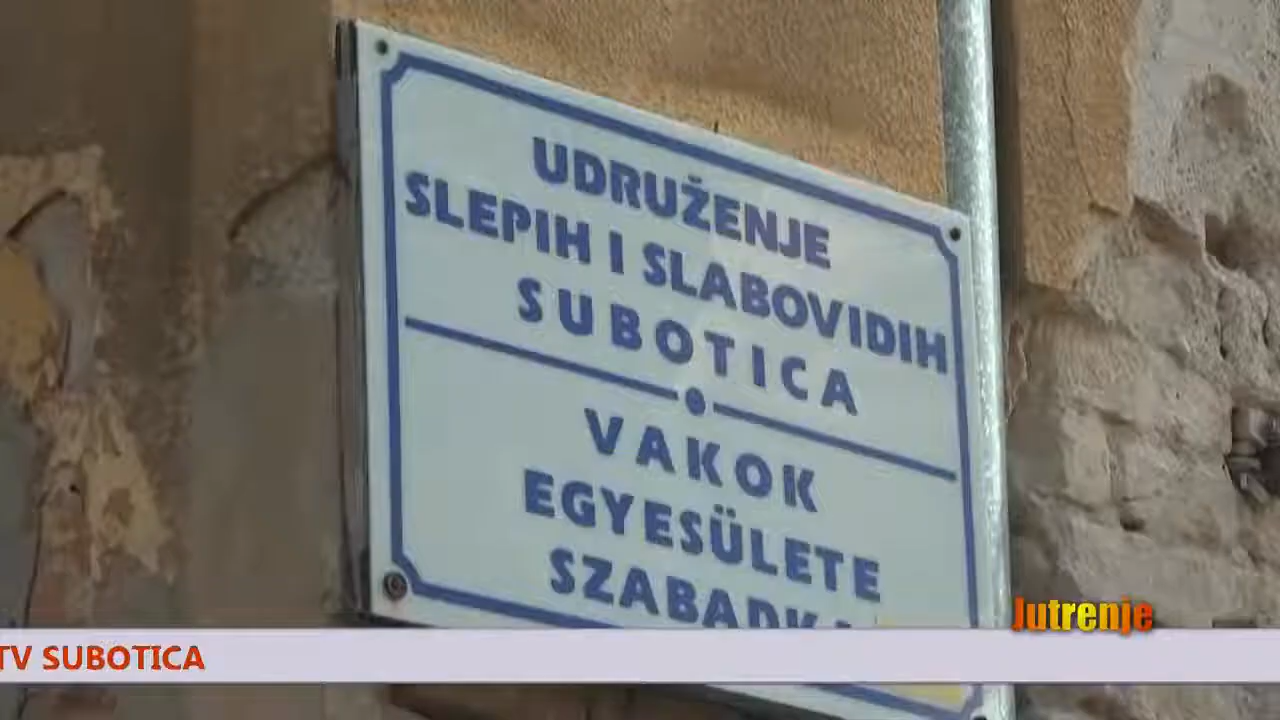 UDRUŽENJE
SLEPIH I SLABOVIDIH
SUBOTICA
VAKOK
EGYESÜLETE
Jutrenje
TV SUBOTICA